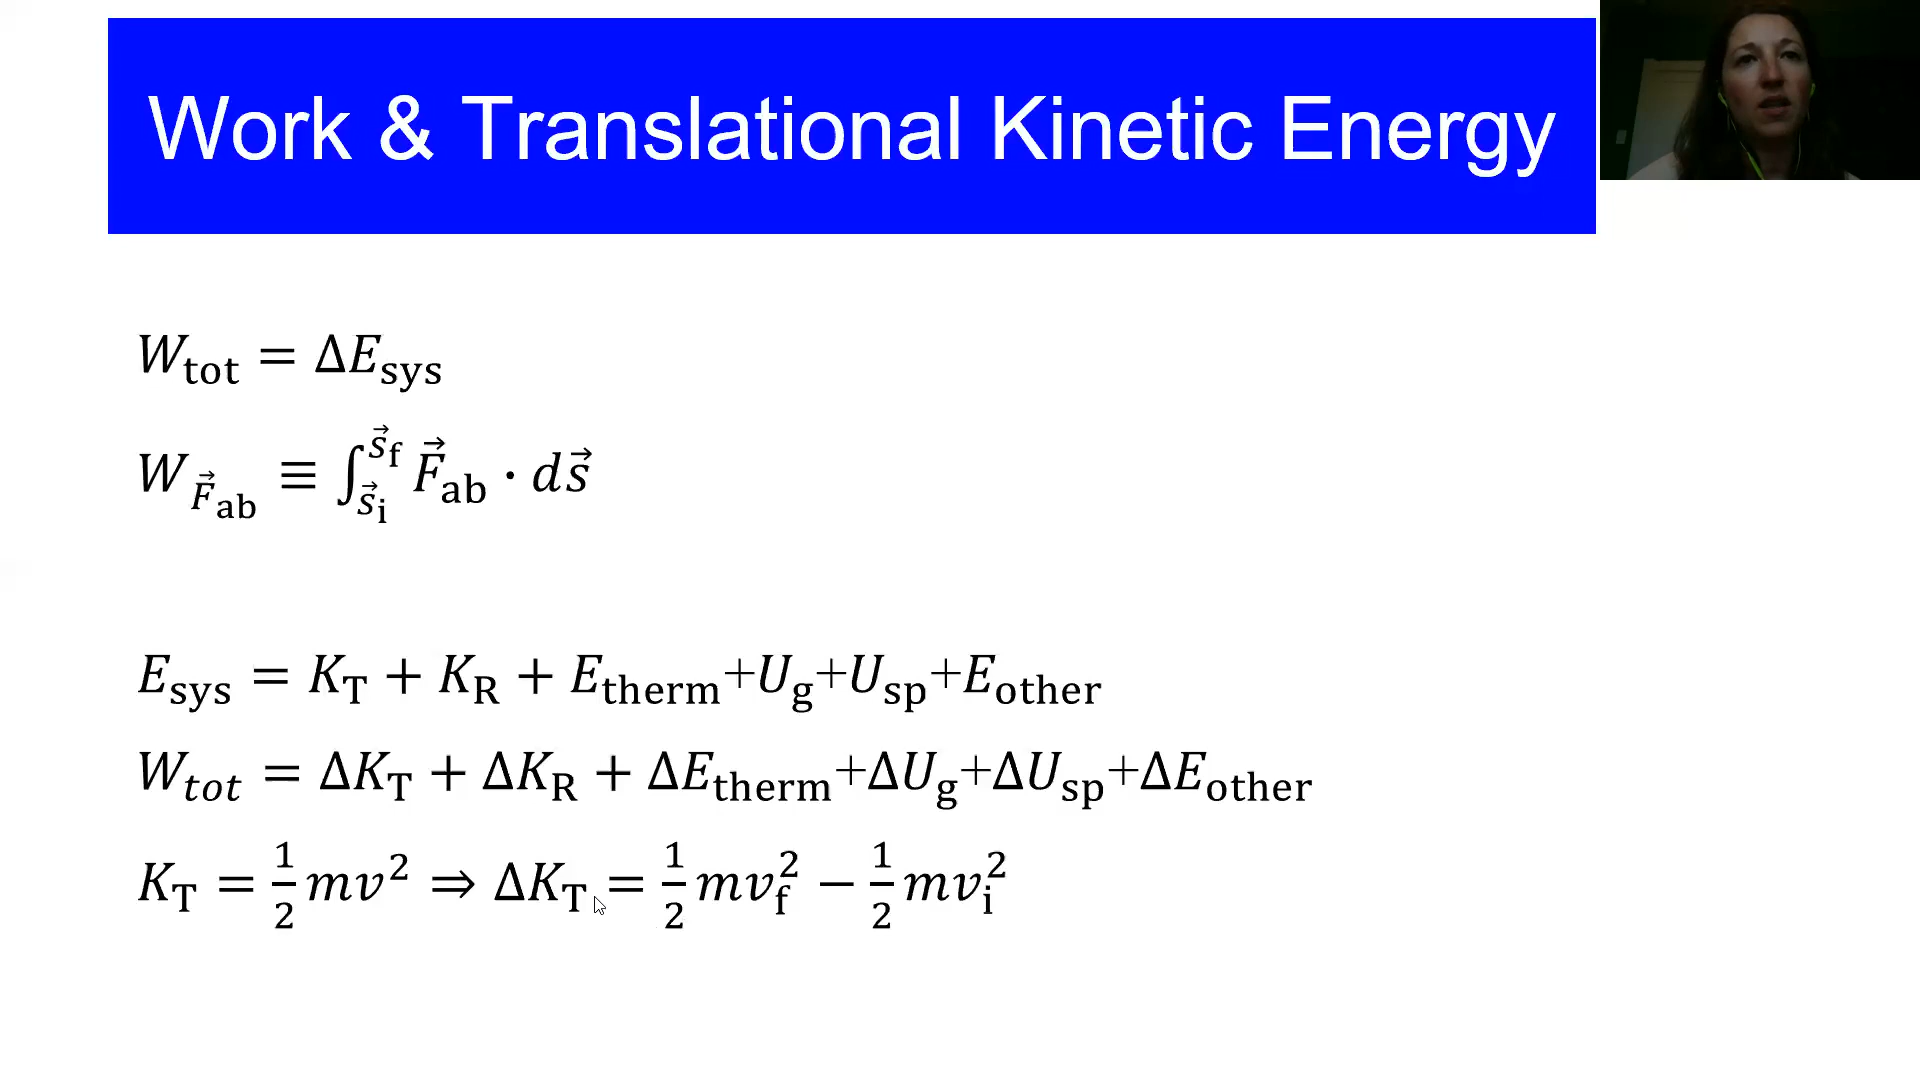 Work & Translational Kinetic Energy
W_tot = ΔE_sys
W_{F⃗_ab} ≡ ∫_{s⃗_i}^{s⃗_f} F⃗_ab · ds⃗
E_sys = K_T + K_R + E_therm+U_g+U_sp+E_other
W_tot = ΔK_T + ΔK_R + ΔE_therm+ΔU_g+ΔU_sp+ΔE_other
K_T = 1/2 mv² ⇒ ΔK_T = 1/2 mv_f² − 1/2 mv_i²